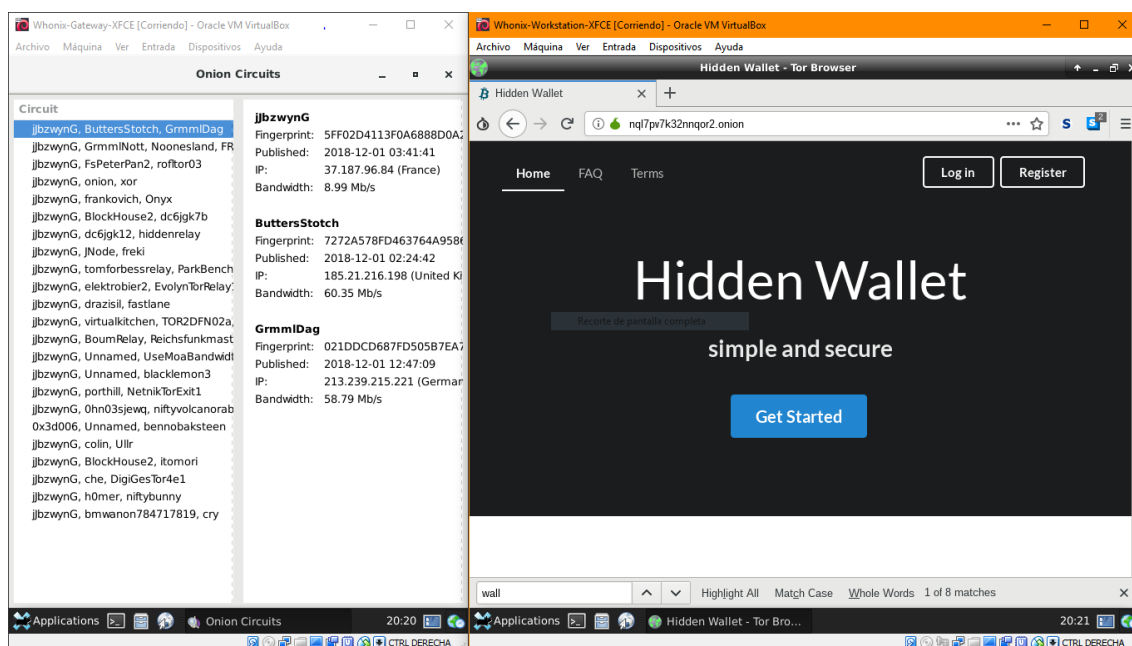 Whonix-Gateway-XFCE [Corriendo] - Oracle VM VirtualBox
Archivo Máquina Ver Entrada Dispositivos Ayuda
Onion Circuits
Circuit
jJbzwynG, ButtersStotch, GrmmlDag
jJbzwynG, GrmmlNott, Noonesland, FR
jJbzwynG, FsPeterPan2, rofltor03
jJbzwynG, onion, xor
jJbzwynG, frankovich, Onyx
jJbzwynG, BlockHouse2, dc6jgk7b
jJbzwynG, dc6jgk12, hiddenrelay
jJbzwynG, JNode, freki
jJbzwynG, tomforbessrelay, ParkBench
jJbzwynG, elektrobier2, EvolynTorRelay
jJbzwynG, drazisil, fastlane
jJbzwynG, virtualkitchen, TOR2DFN02a,
jJbzwynG, BoumRelay, Reichsfunkmast
jJbzwynG, Unnamed, UseMoaBandwidt
jJbzwynG, Unnamed, blacklemon3
jJbzwynG, porthill, NetnikTorExit1
jJbzwynG, 0hn03sjewq, niftyvolcanorab
0x3d006, Unnamed, bennobaksteen
jJbzwynG, colin, Ullr
jJbzwynG, BlockHouse2, itomori
jJbzwynG, che, DigiGesTor4e1
jJbzwynG, h0mer, niftybunny
jJbzwynG, bmwanon784717819, cry
jJbzwynG
Fingerprint: 5FF02D4113F0A6888D0A2
Published: 2018-12-01 03:41:41
IP: 37.187.96.84 (France)
Bandwidth: 8.99 Mb/s
ButtersStotch
Fingerprint: 7272A578FD463764A9586
Published: 2018-12-01 02:24:42
IP: 185.21.216.198 (United Ki
Bandwidth: 60.35 Mb/s
GrmmlDag
Fingerprint: 021DDCD687FD505B7EA7
Published: 2018-12-01 12:47:09
IP: 213.239.215.221 (German
Bandwidth: 58.79 Mb/s
Applications Onion Circuits 20:20
CTRL DERECHA
Whonix-Workstation-XFCE [Corriendo] - Oracle VM VirtualBox
Archivo Máquina Ver Entrada Dispositivos Ayuda
Hidden Wallet - Tor Browser
Hidden Wallet
nql7pv7k32nnqor2.onion
S S 2
Home FAQ Terms Log in Register
Hidden Wallet
Recorte de pantalla completa
simple and secure
Get Started
wall Highlight All Match Case Whole Words 1 of 8 matches
Applications Hidden Wallet - Tor Bro... 20:21
CTRL DERECHA